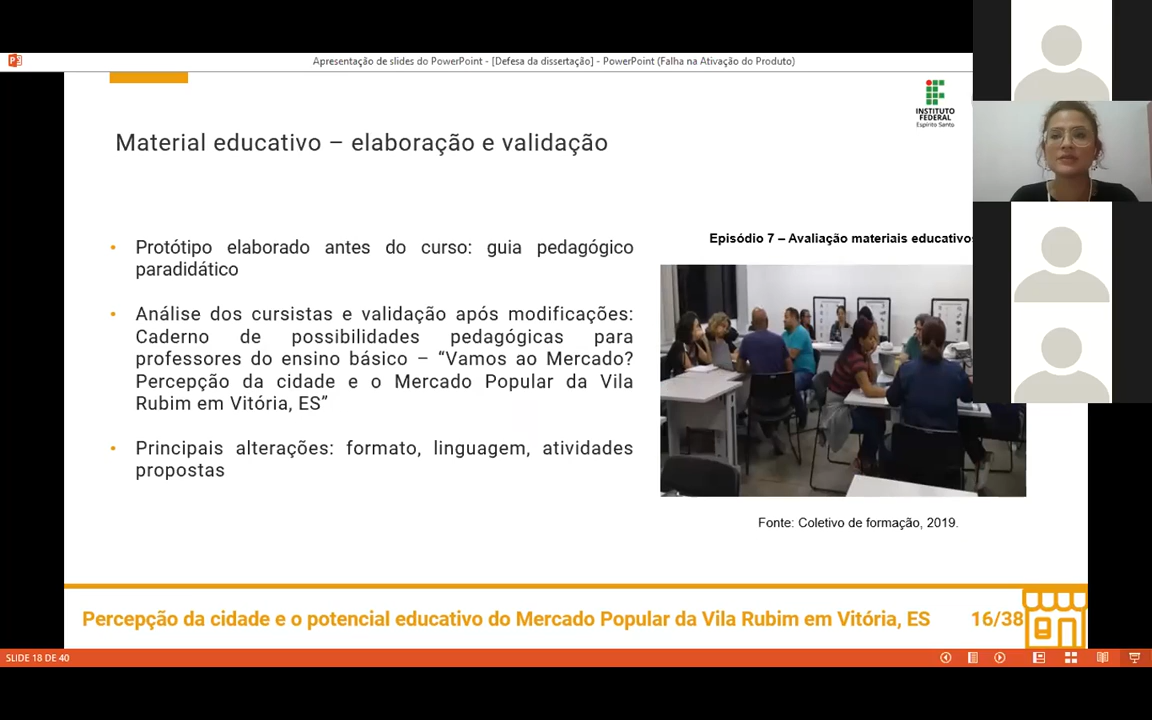 Apresentação de slides do PowerPoint - [Defesa da dissertação] - PowerPoint (Falha na Ativação do Produto)
INSTITUTO
FEDERAL
Espírito Santo
Material educativo – elaboração e validação
• Protótipo elaborado antes do curso: guia pedagógico
paradidático
• Análise dos cursistas e validação após modificações:
Caderno de possibilidades pedagógicas para
professores do ensino básico – “Vamos ao Mercado?
Percepção da cidade e o Mercado Popular da Vila
Rubim em Vitória, ES”
• Principais alterações: formato, linguagem, atividades
propostas
Episódio 7 – Avaliação materiais educativos
Fonte: Coletivo de formação, 2019.
Percepção da cidade e o potencial educativo do Mercado Popular da Vila Rubim em Vitória, ES 16/38
SLIDE 18 DE 40